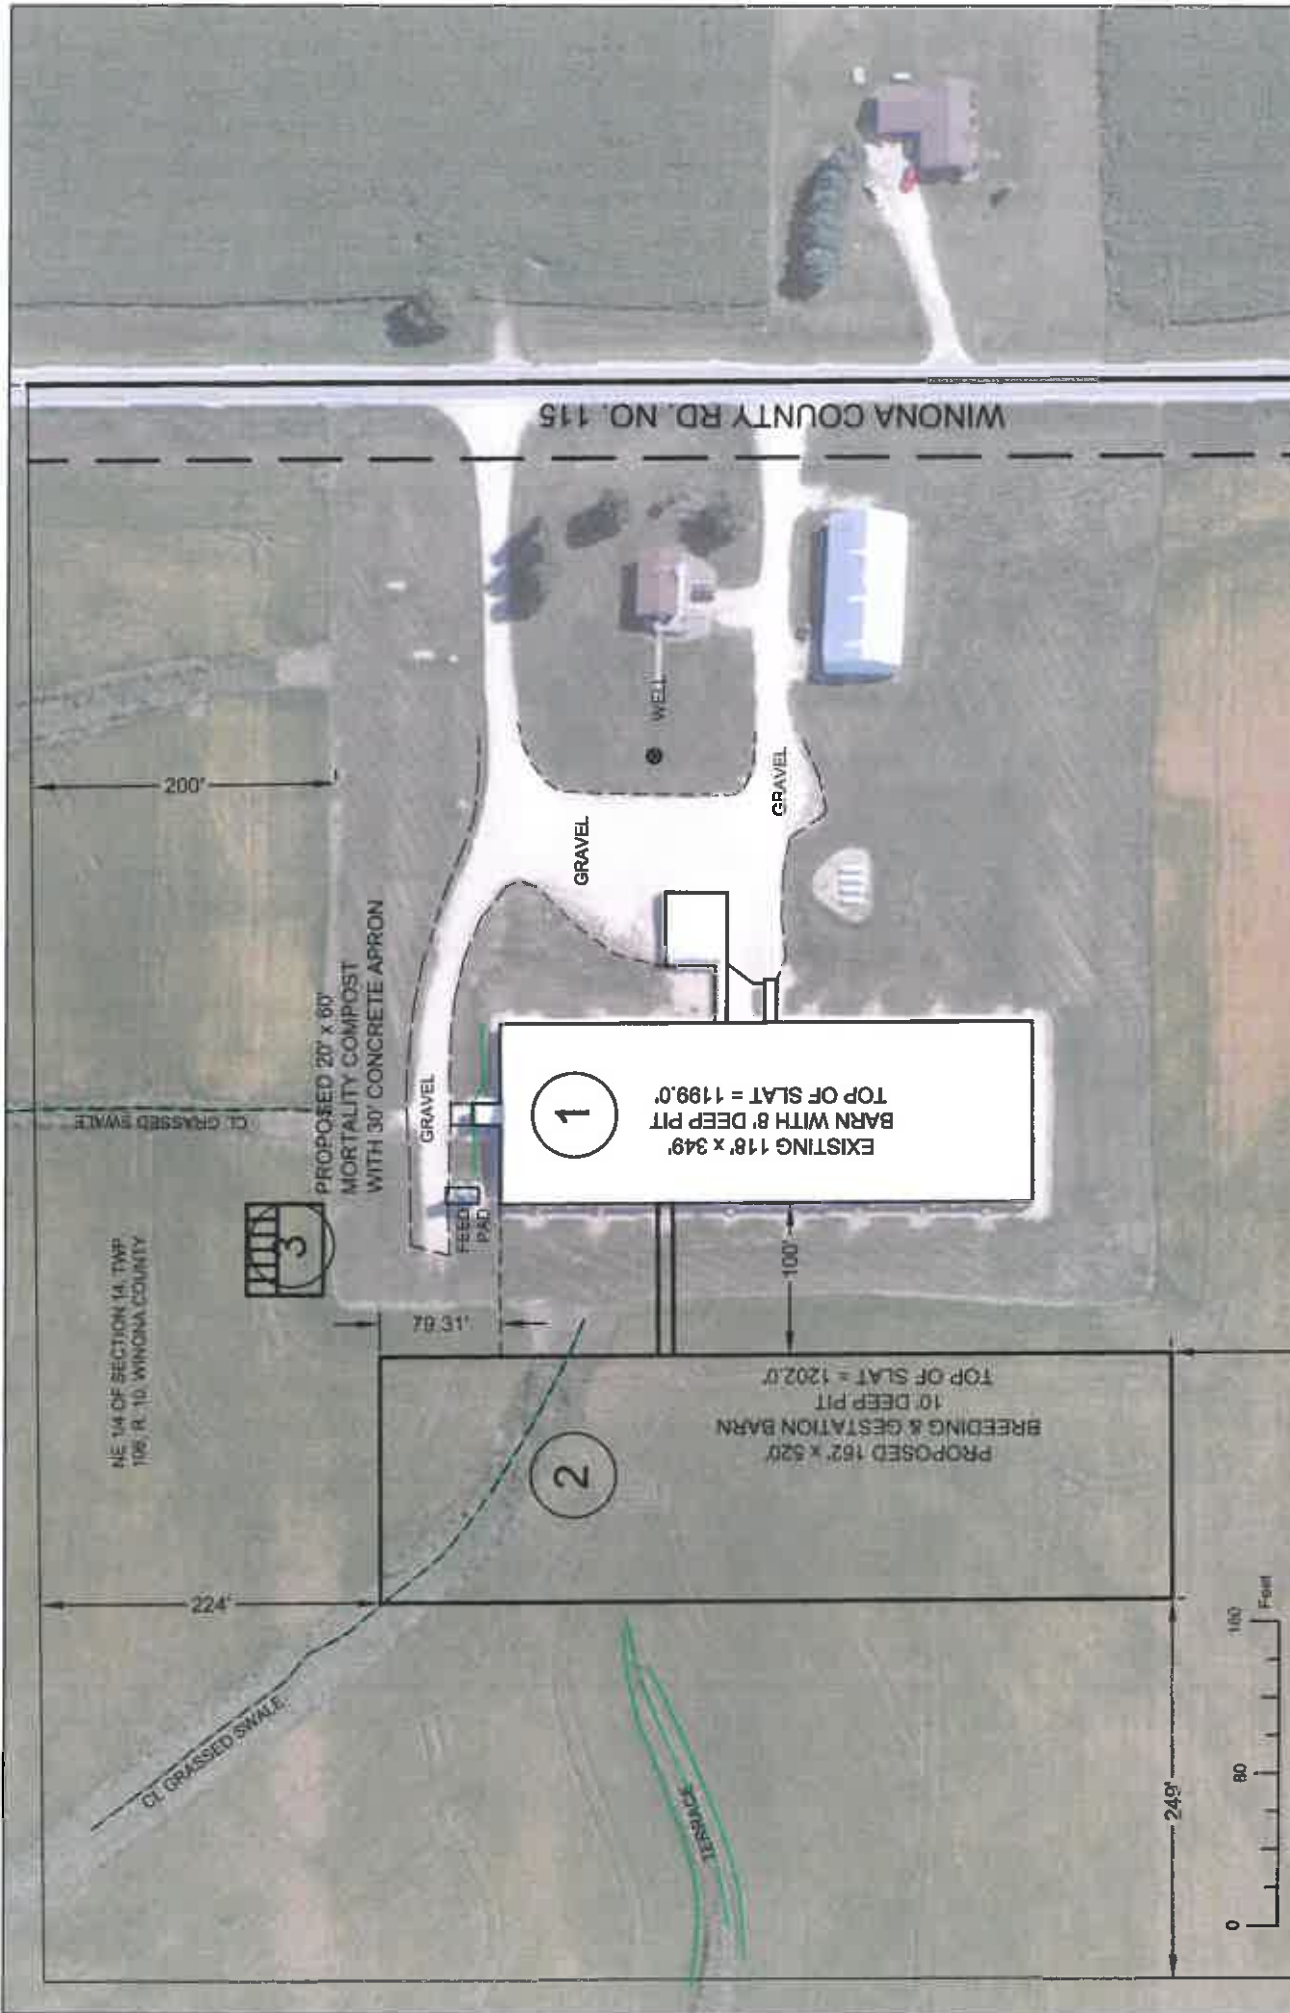 WINONA COUNTY RD. NO. 115
200'
WELL
GRAVEL
GRAVEL
PROPOSED 20' x 60'
MORTALITY COMPOST
WITH 30' CONCRETE APRON
CL GRASSED SWALE
GRAVEL
FEED
PAD
1
EXISTING 118' x 349'
BARN WITH 8' DEEP PIT
TOP OF SLAT = 1199.0'
3
NE 1/4 OF SECTION 14, TWP.
106, R. 10, WINONA COUNTY
79.31'
100'
2
PROPOSED 162' x 520'
BREEDING & GESTATION BARN
10' DEEP PIT
TOP OF SLAT = 1202.0'
224'
CL GRASSED SWALE
TERRACE
249'
0 80 160
Feet